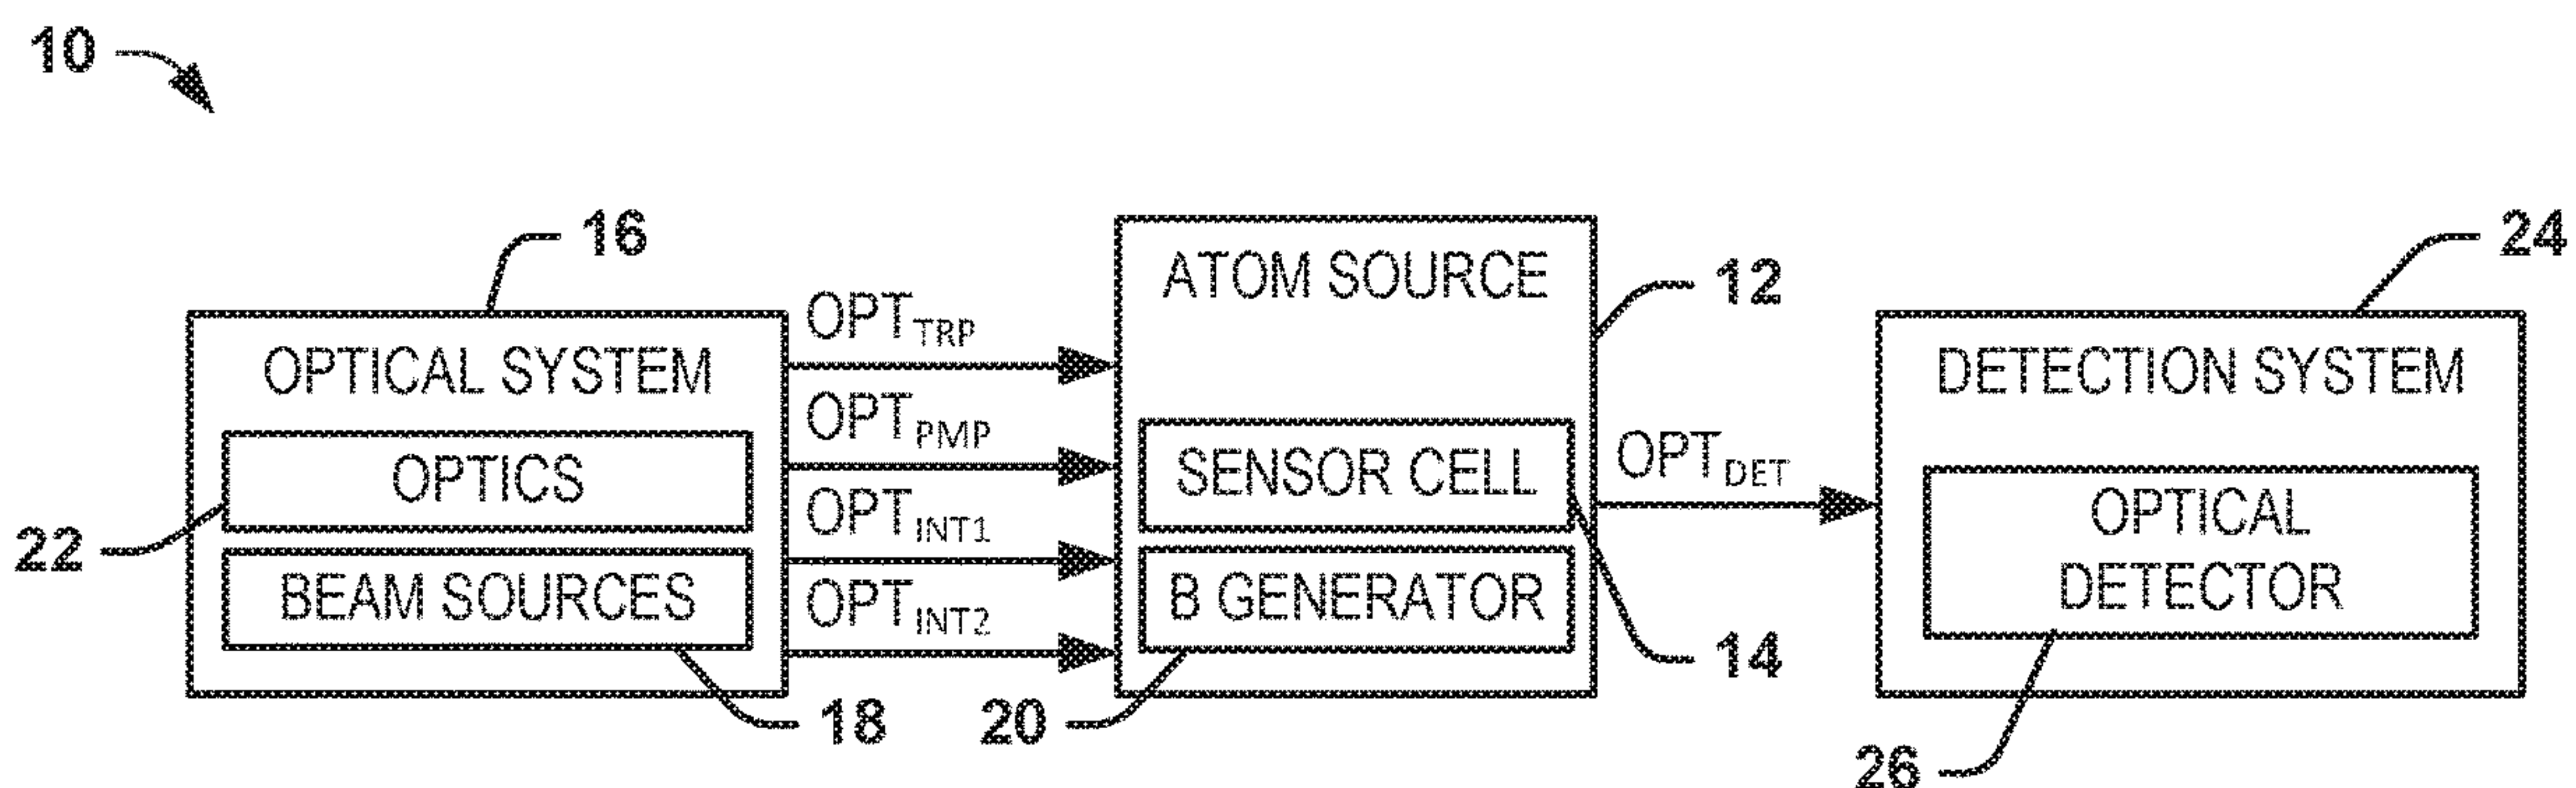 10
16
OPTICAL SYSTEM
OPTICS
22
BEAM SOURCES
18
OPT_TRP
OPT_PMP
OPT_INT1
OPT_INT2
ATOM SOURCE
12
SENSOR CELL
14
B GENERATOR
20
OPT_DET
24
DETECTION SYSTEM
OPTICAL
DETECTOR
26